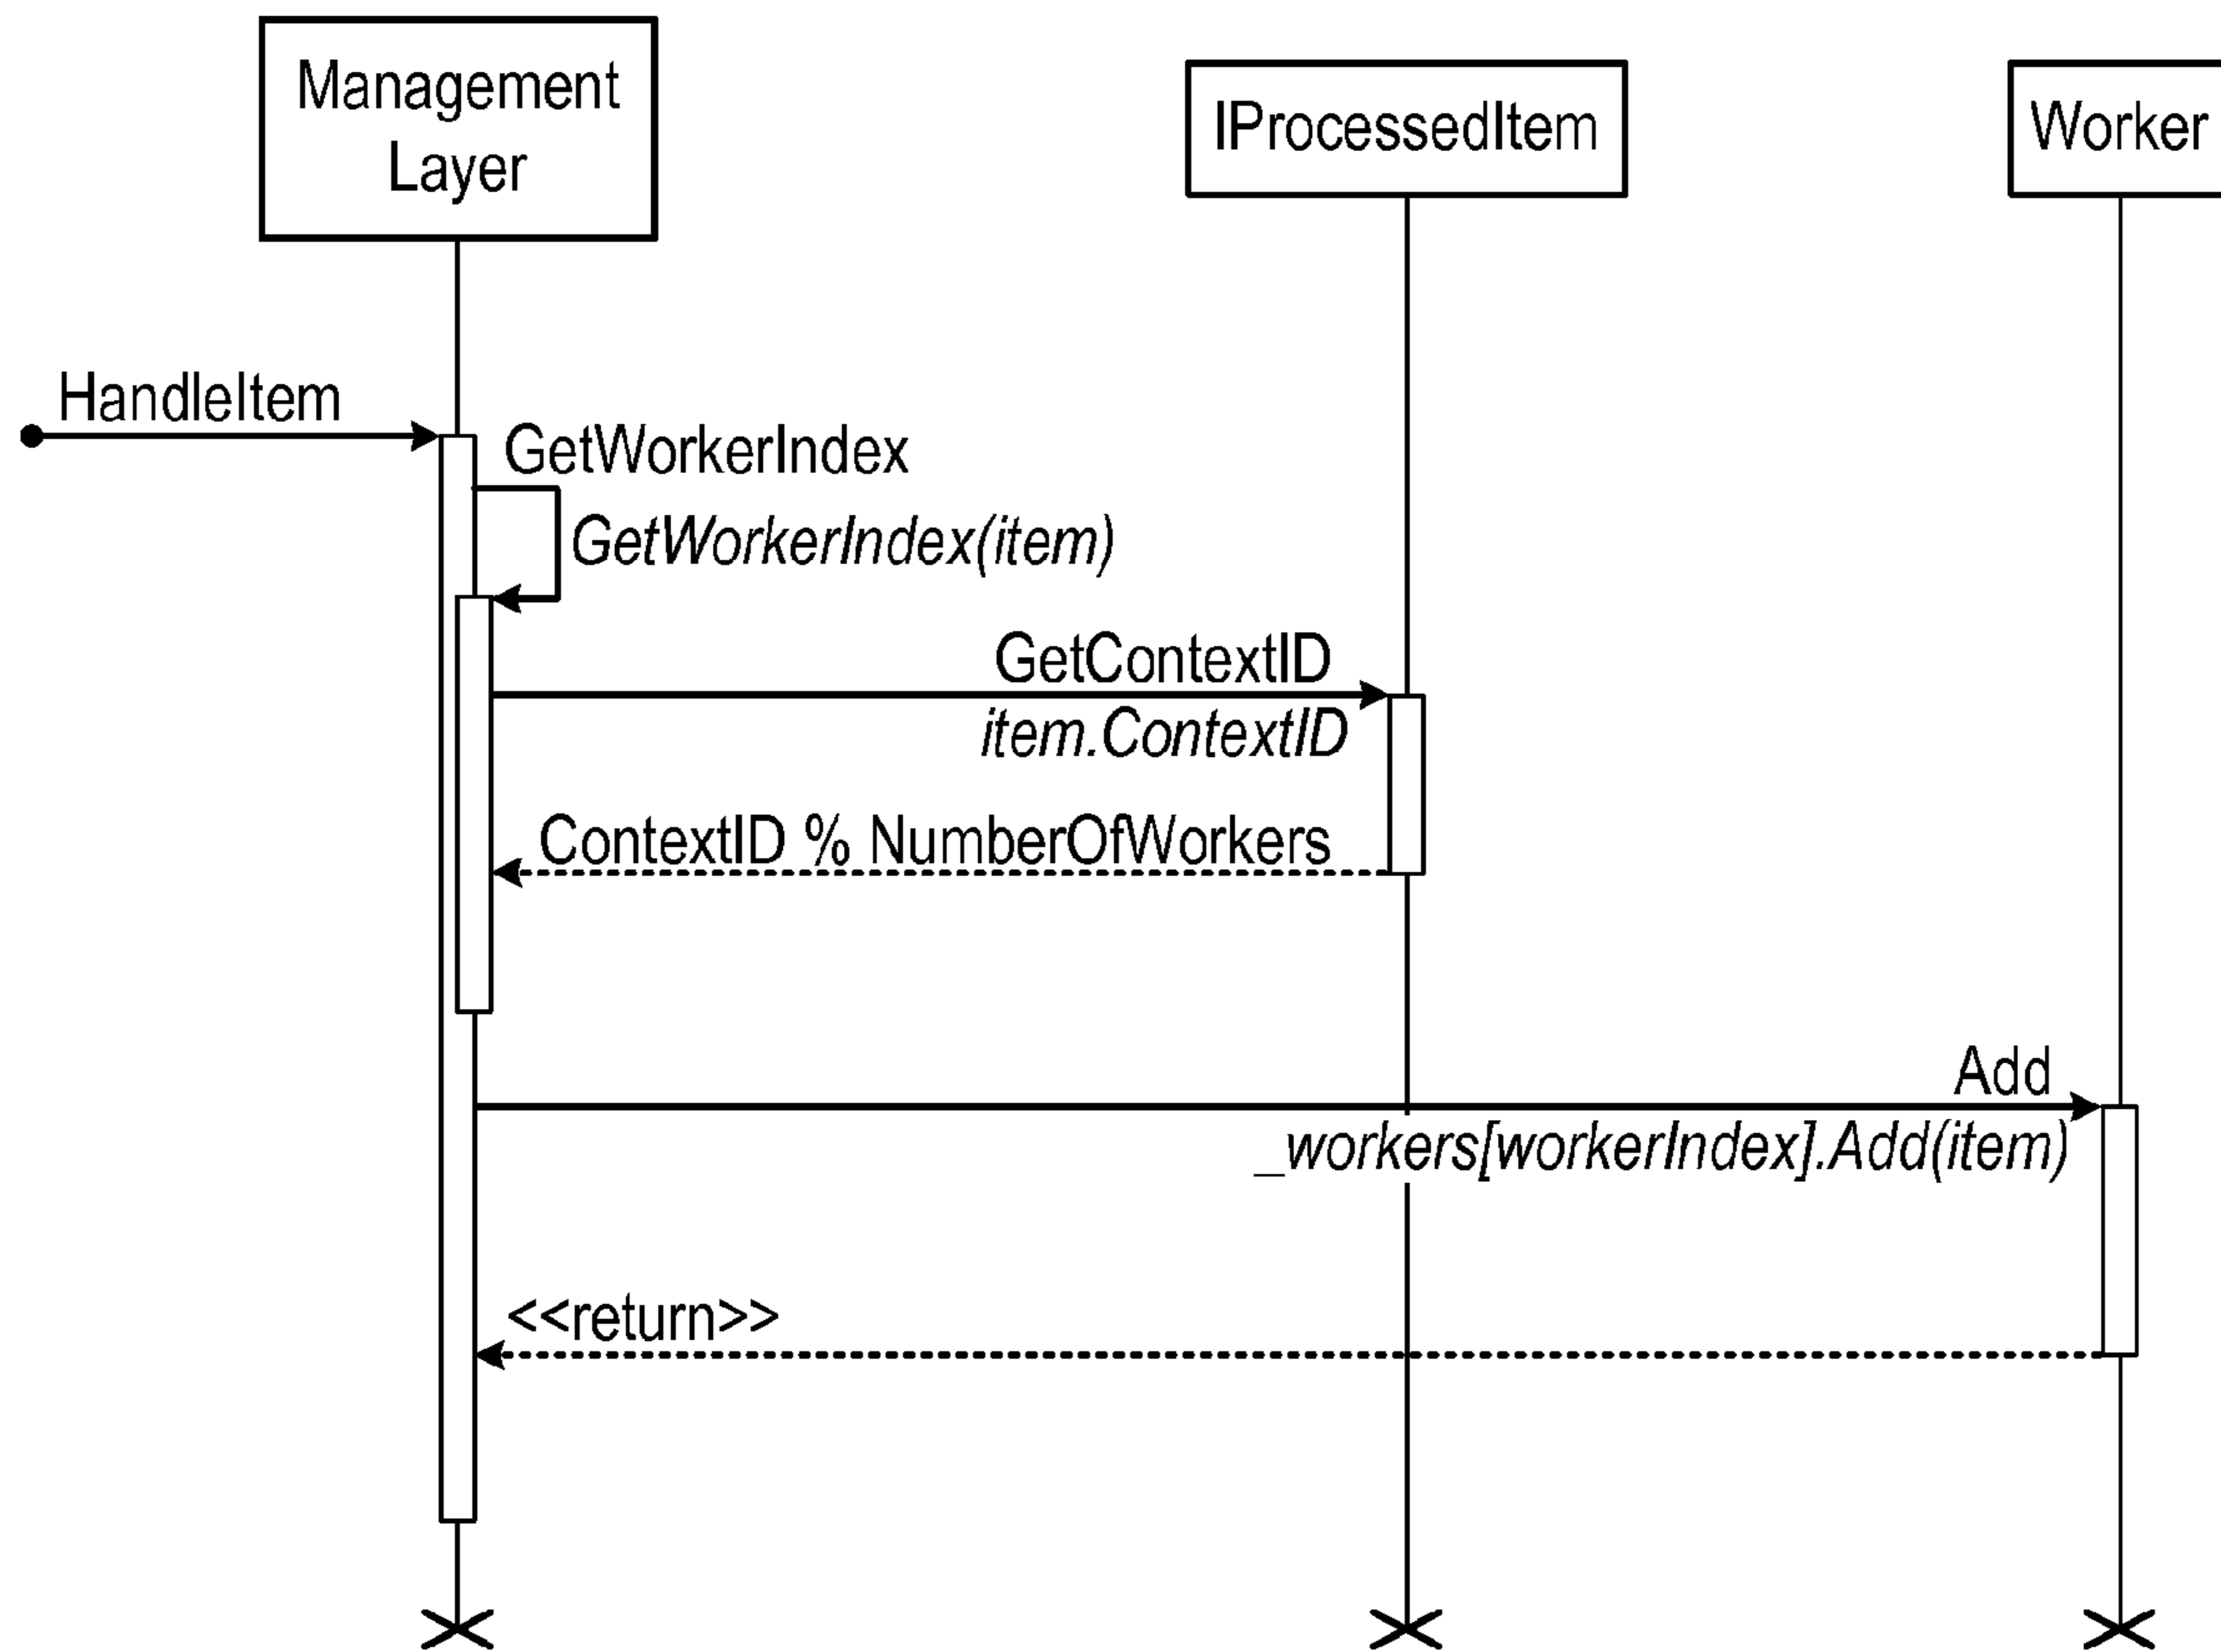 Management
Layer
IProcessedItem
Worker
HandleItem
GetWorkerIndex
GetWorkerIndex(item)
GetContextID
item.ContextID
ContextID % NumberOfWorkers
Add
_workers[workerIndex].Add(item)
<<return>>